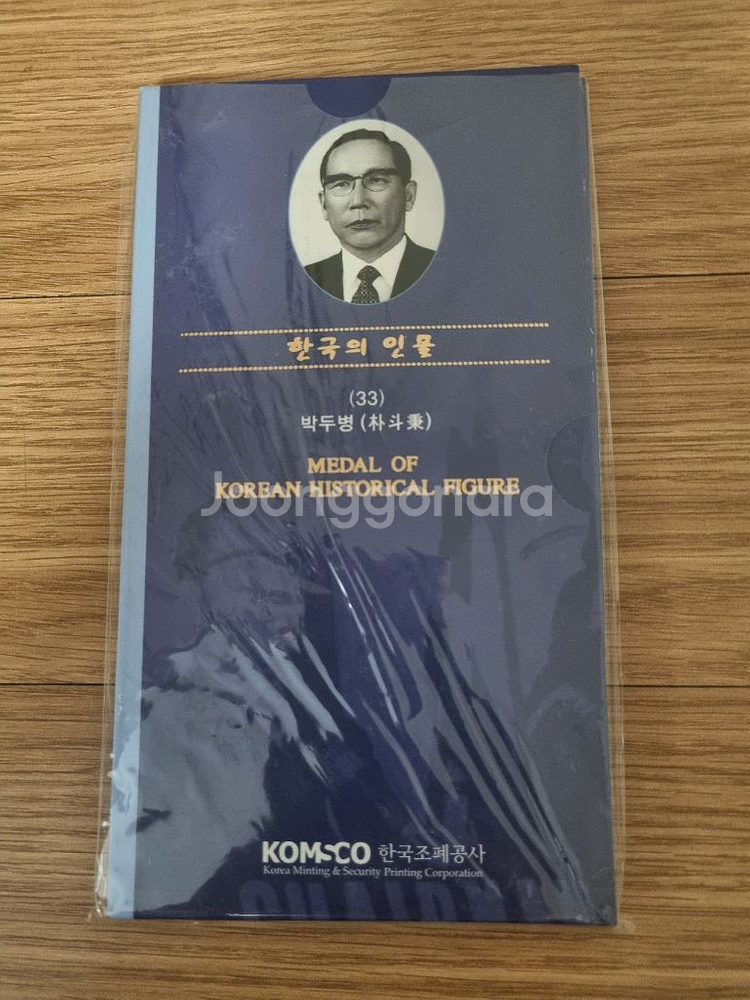 한국의 인물
(33)
박두병 (朴斗秉)
MEDAL OF
KOREAN HISTORICAL FIGURE
Joonggonara
KOMSCO 한국조폐공사
Korea Minting & Security Printing Corporation